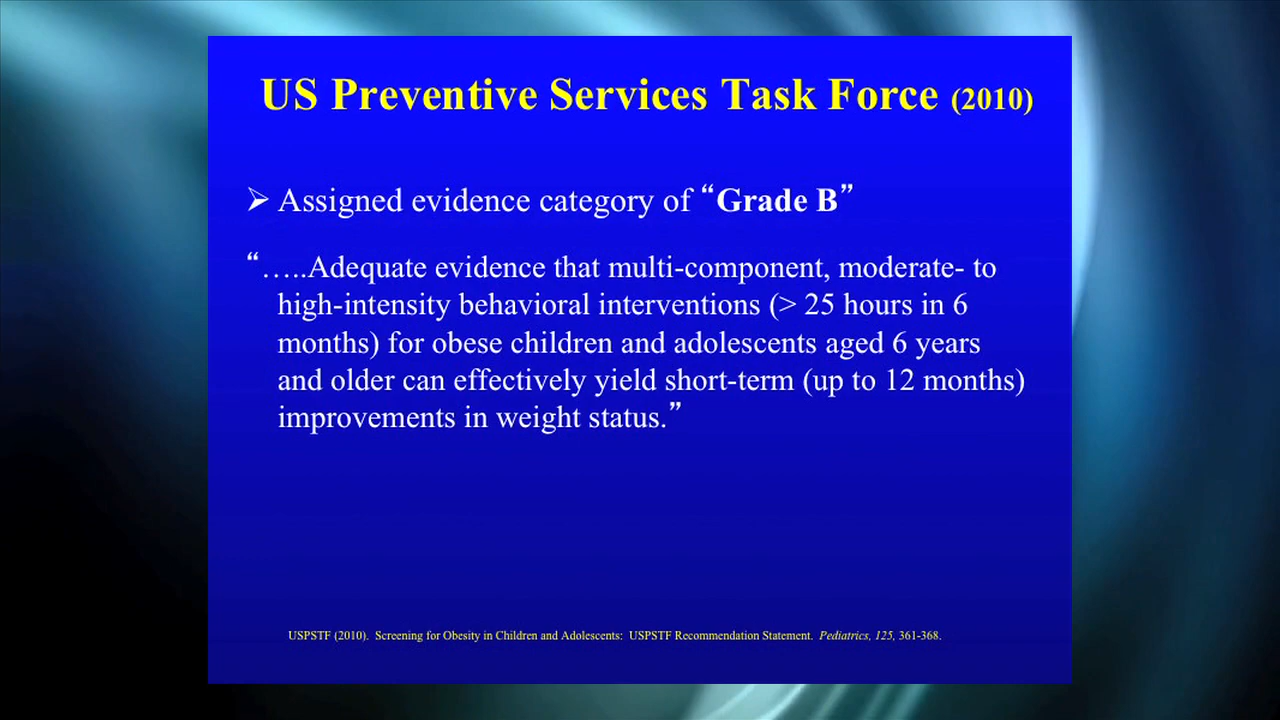 US Preventive Services Task Force (2010)
➢ Assigned evidence category of “Grade B”
“…..Adequate evidence that multi-component, moderate- to
high-intensity behavioral interventions (> 25 hours in 6
months) for obese children and adolescents aged 6 years
and older can effectively yield short-term (up to 12 months)
improvements in weight status.”
USPSTF (2010).  Screening for Obesity in Children and Adolescents:  USPSTF Recommendation Statement.  Pediatrics, 125, 361-368.